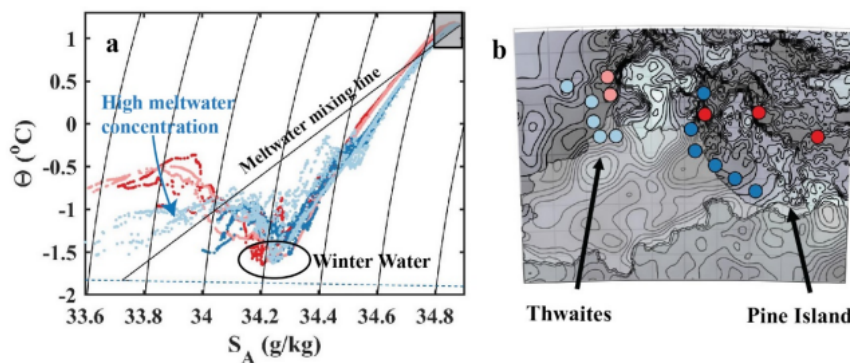 a
b
High meltwater
concentration
Meltwater mixing line
Winter Water
Θ (°C)
1
0.5
0
-0.5
-1
-1.5
-2
33.6
33.8
34
34.2
34.4
34.6
34.8
S_A (g/kg)
Thwaites
Pine Island